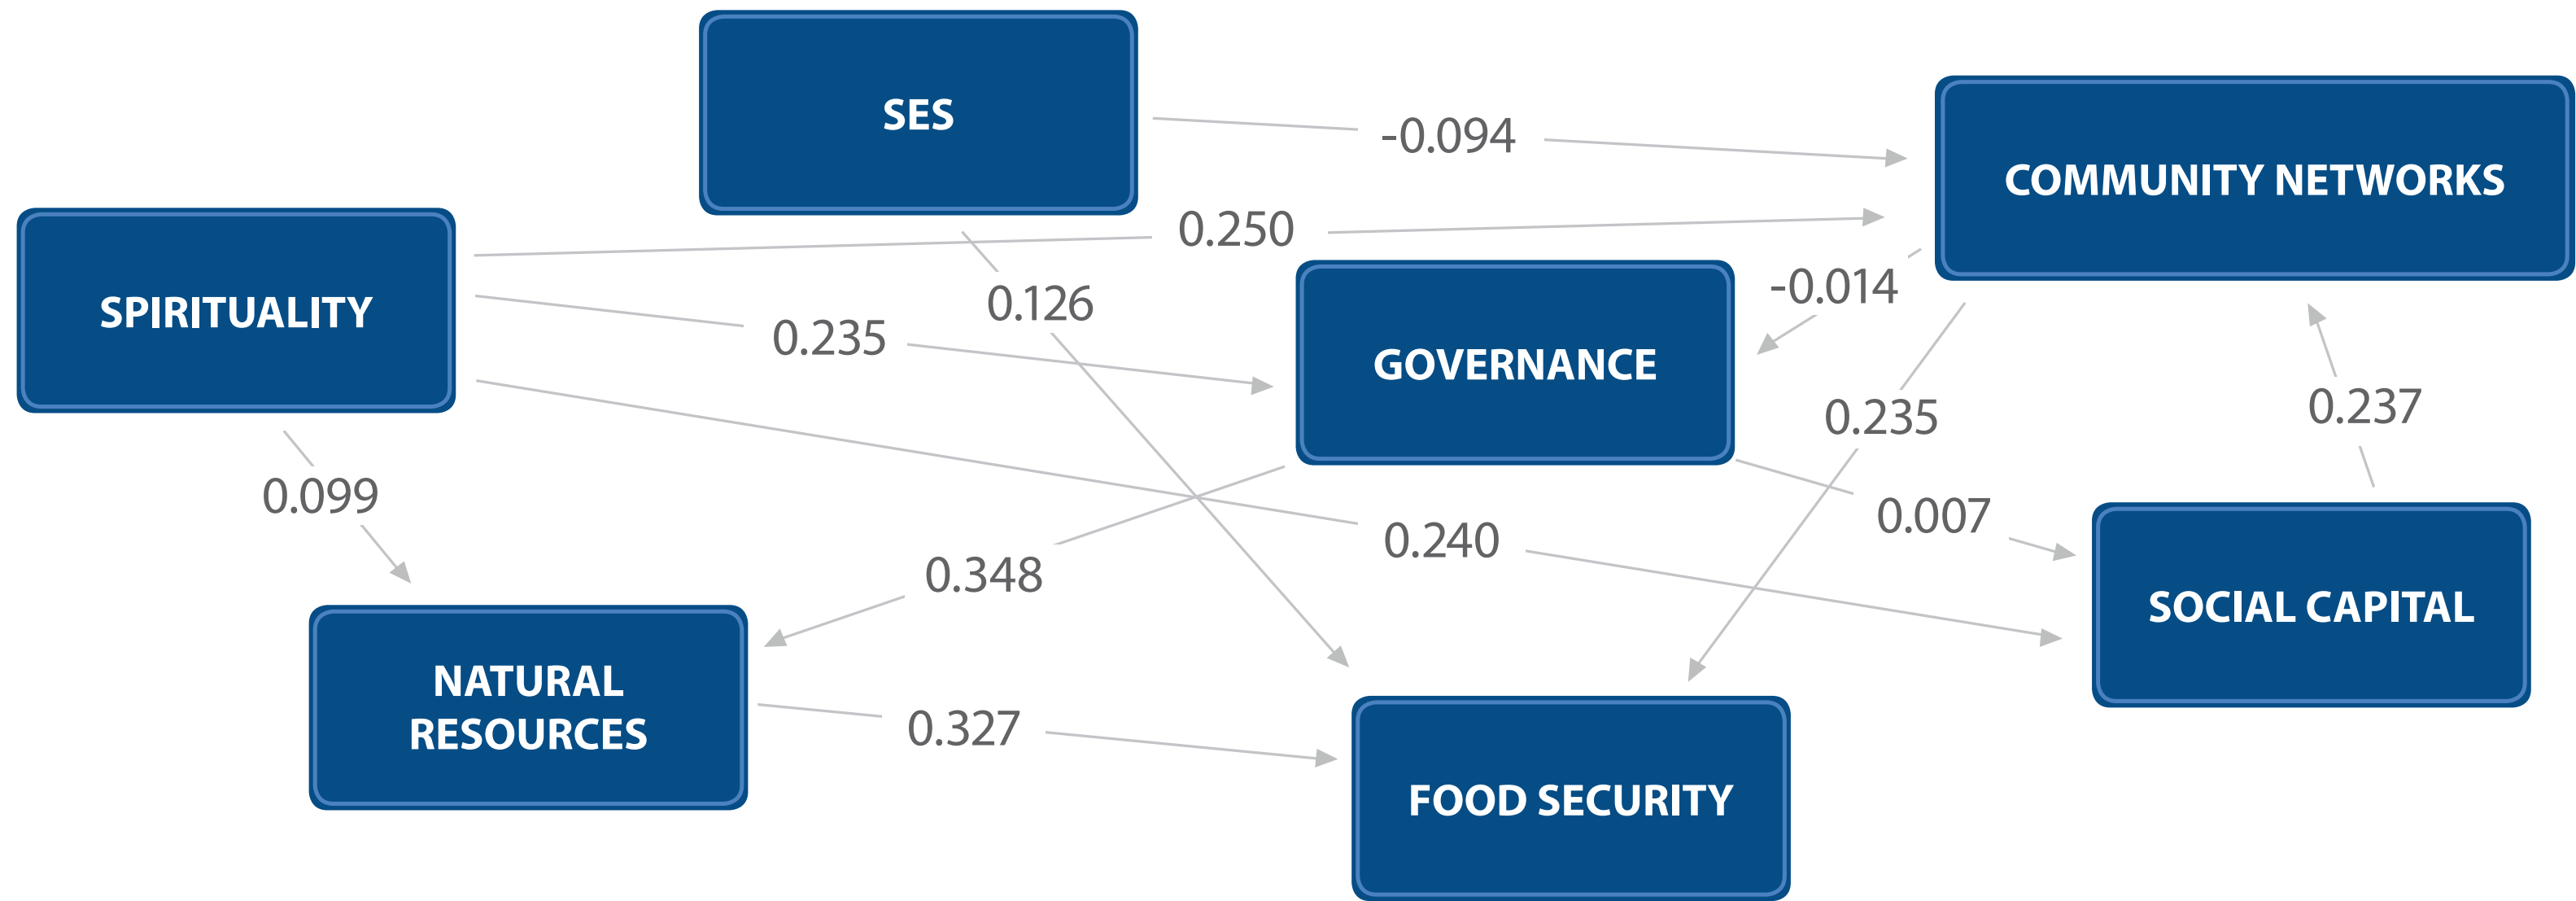 SES
-0.094
COMMUNITY NETWORKS
0.250
SPIRITUALITY
0.126
-0.014
0.235
GOVERNANCE
0.235
0.237
0.099
0.007
0.240
0.348
SOCIAL CAPITAL
NATURAL
RESOURCES
0.327
FOOD SECURITY